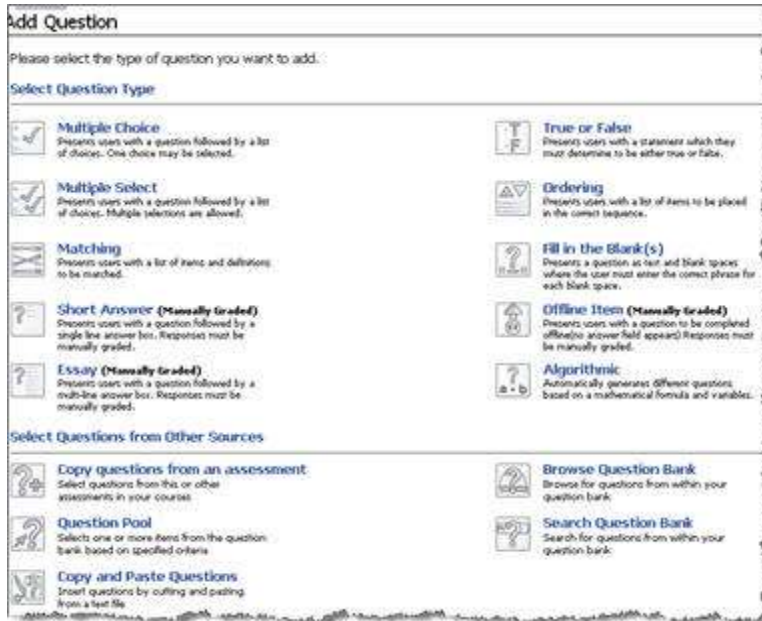 Add Question
Please select the type of question you want to add.
Select Question Type
Multiple Choice
Presents users with a question followed by a list
of choices. One choice may be selected.
True or False
Presents users with a statement which they
must determine to be either true or false.
Multiple Select
Presents users with a question followed by a list
of choices. Multiple selections are allowed.
Ordering
Presents users with a list of items to be placed
in the correct sequence.
Matching
Presents users with a list of items and definitions
to be matched.
Fill in the Blank(s)
Presents a question as text and blank spaces
where the user must enter the correct phrase for
each blank space.
Short Answer (Manually Graded)
Presents users with a question followed by a
single line answer box. Responses must be
manually graded.
Offline Item (Manually Graded)
Presents users with a question to be completed
offline(no answer field appears) Responses must
be manually graded.
Essay (Manually Graded)
Presents users with a question followed by a
multi-line answer box. Responses must be
manually graded.
Algorithmic
Automatically generates different questions
based on a mathematical formula and variables.
Select Questions from Other Sources
Copy questions from an assessment
Select questions from this or other
assessments in your courses
Browse Question Bank
Browse for questions from within your
question bank
Question Pool
Selects one or more items from the question
bank based on specified criteria
Search Question Bank
Search for questions from within your
question bank
Copy and Paste Questions
Insert questions by cutting and pasting
from a text file